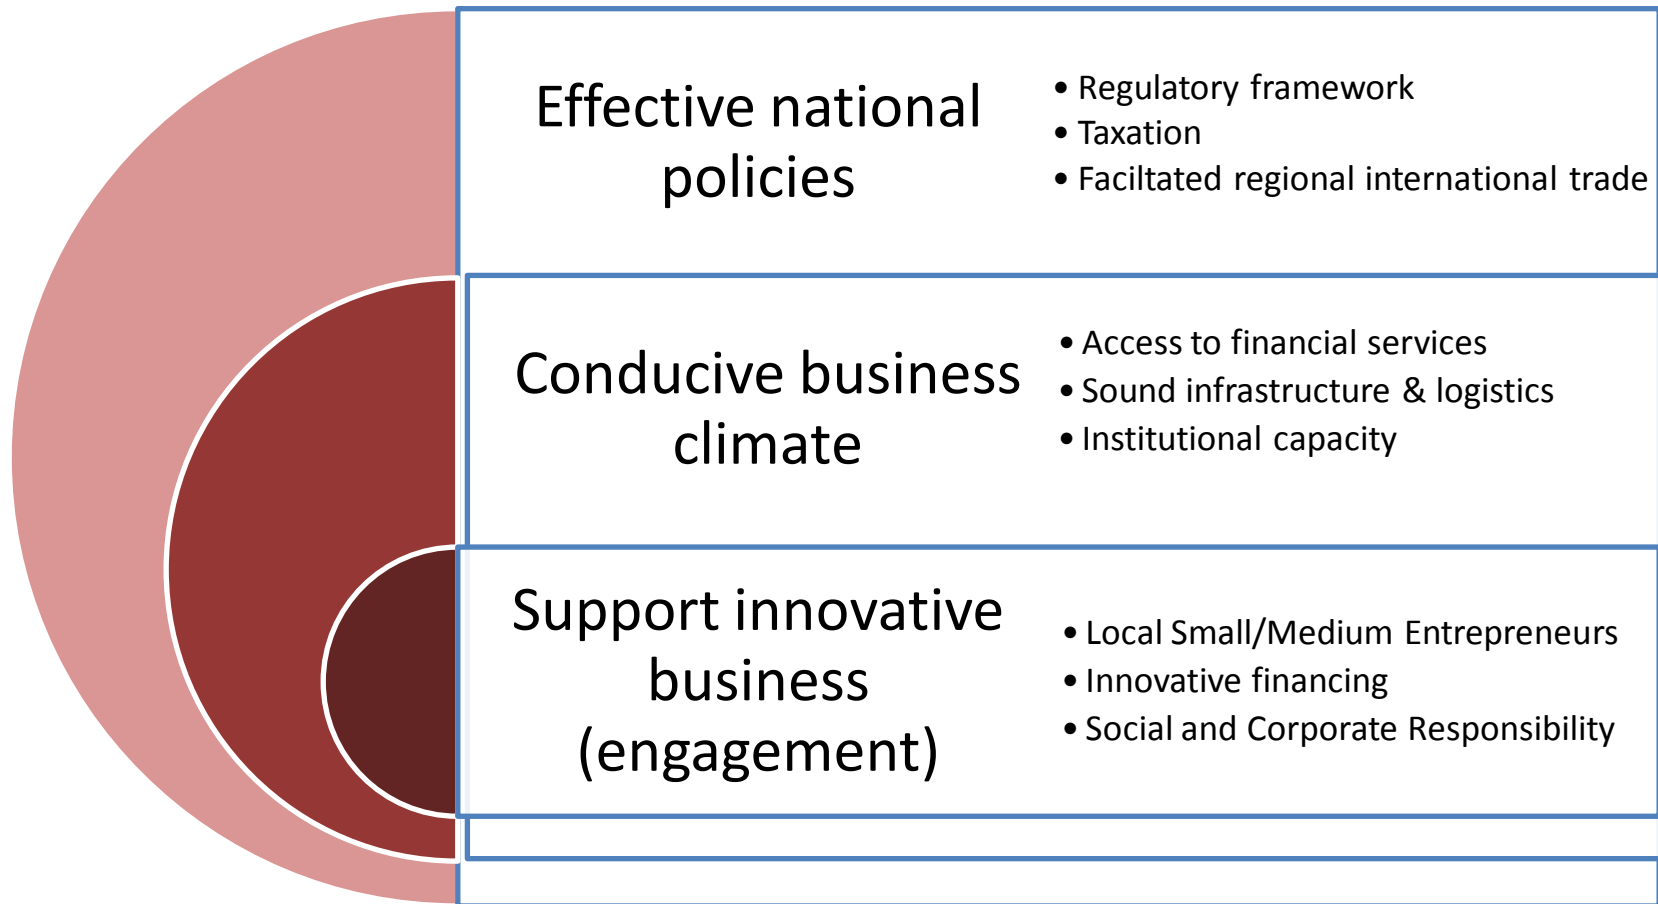 Effective national
policies
• Regulatory framework
• Taxation
• Faciltated regional international trade
Conducive business
climate
• Access to financial services
• Sound infrastructure & logistics
• Institutional capacity
Support innovative
business
(engagement)
• Local Small/Medium Entrepreneurs
• Innovative financing
• Social and Corporate Responsibility